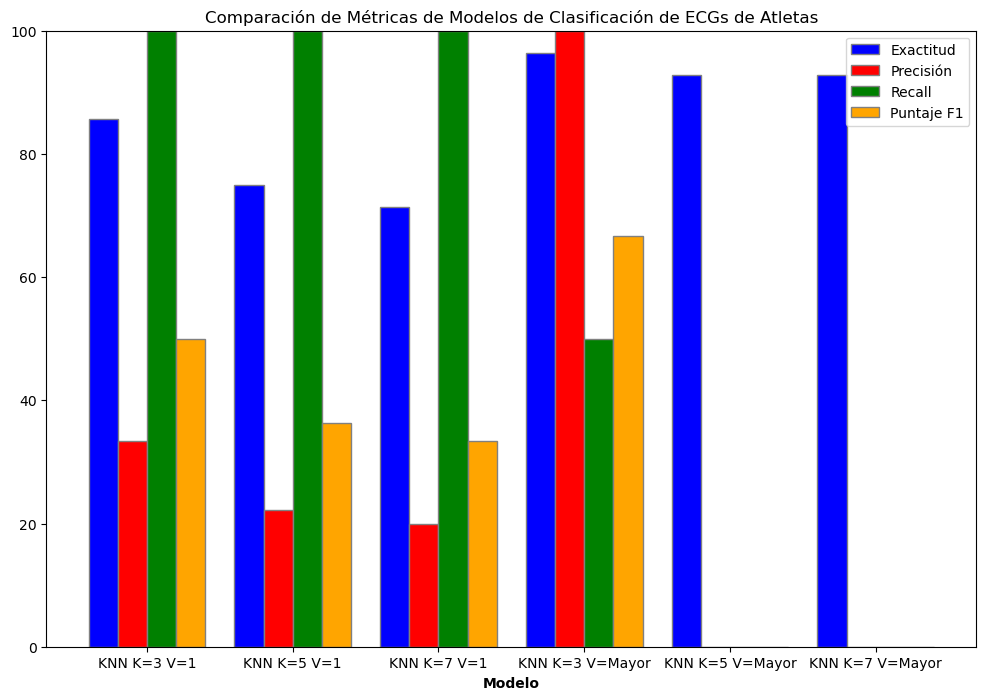 Comparación de Métricas de Modelos de Clasificación de ECGs de Atletas
100
80
60
40
20
0
Exactitud
Precisión
Recall
Puntaje F1
KNN K=3 V=1
KNN K=5 V=1
KNN K=7 V=1
KNN K=3 V=Mayor
KNN K=5 V=Mayor
KNN K=7 V=Mayor
Modelo